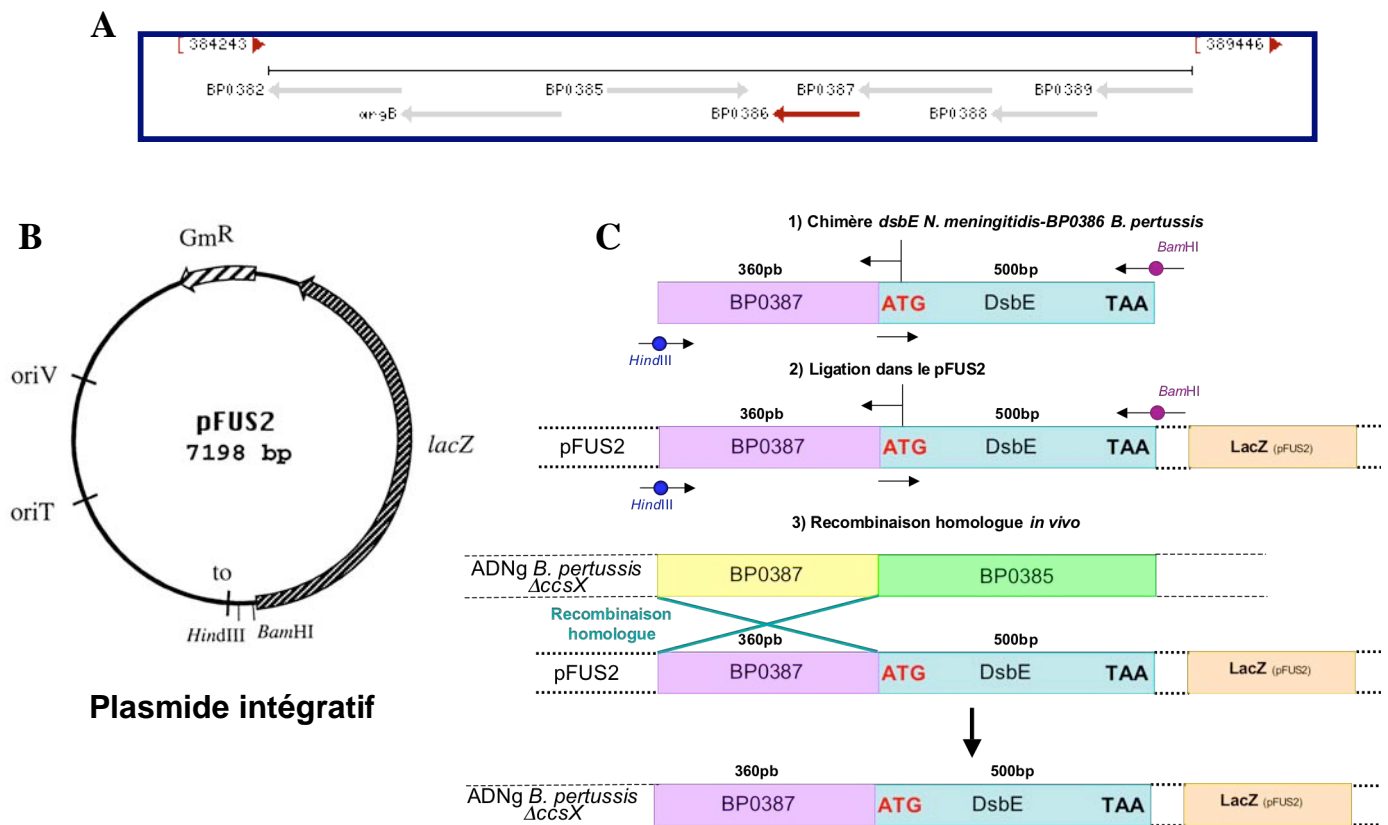 A
384243
389446
BP0382
BP0385
BP0387
BP0389
argB
BP0386
BP0388
B
GmR
oriV
pFUS2
7198 bp
lacZ
oriT
to
HindIII
BamHI
Plasmide intégratif
C
1) Chimère dsbE N. meningitidis-BP0386 B. pertussis
BamHI
360pb
500bp
BP0387
ATG
DsbE
TAA
HindIII
2) Ligation dans le pFUS2
BamHI
360pb
500bp
pFUS2
BP0387
ATG
DsbE
TAA
LacZ (pFUS2)
HindIII
3) Recombinaison homologue in vivo
ADNg B. pertussis
ΔccsX
BP0387
BP0385
Recombinaison
homologue
360pb
500bp
pFUS2
BP0387
ATG
DsbE
TAA
LacZ (pFUS2)
360pb
500bp
ADNg B. pertussis
ΔccsX
BP0387
ATG
DsbE
TAA
LacZ (pFUS2)